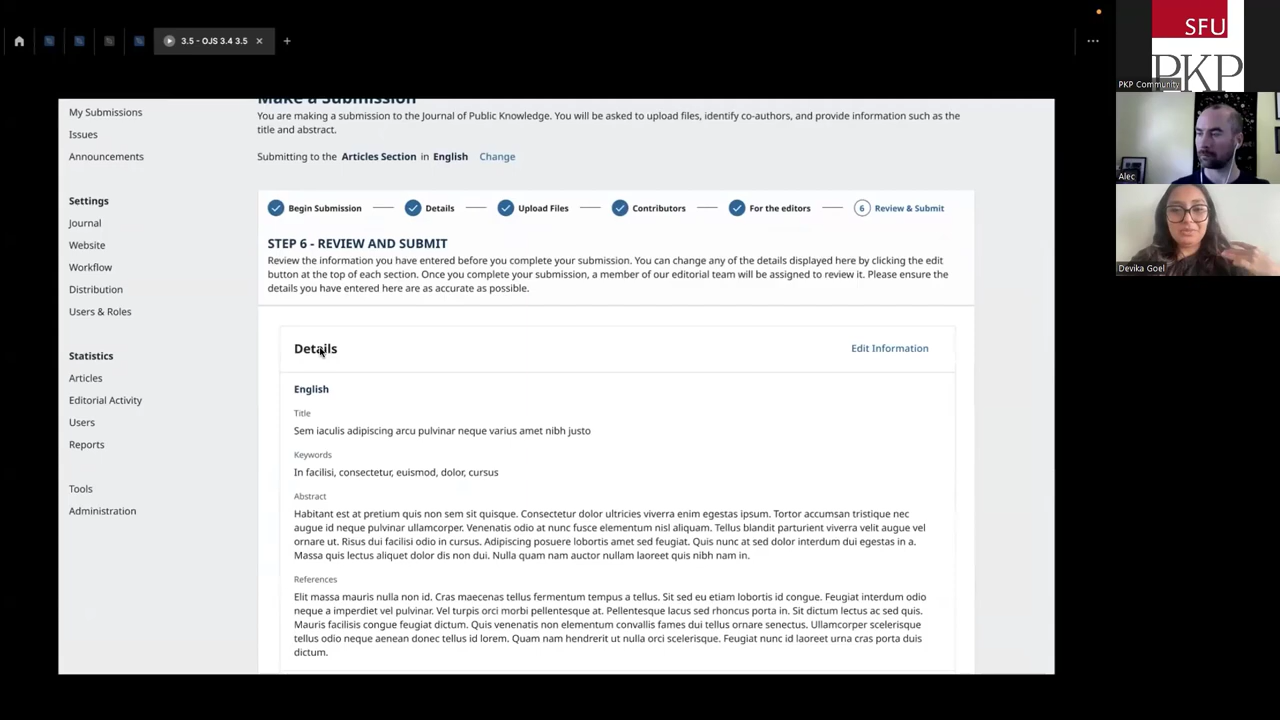 3.5 - OJS 3.4 3.5
SFU
PKP
PKP Community
Alec
Devika Goel
My Submissions
Issues
Announcements
Settings
Journal
Website
Workflow
Distribution
Users & Roles
Statistics
Articles
Editorial Activity
Users
Reports
Tools
Administration
Make a Submission
You are making a submission to the Journal of Public Knowledge. You will be asked to upload files, identify co-authors, and provide information such as the
title and abstract.
Submitting to the Articles Section in English Change
Begin Submission Details Upload Files Contributors For the editors 6 Review & Submit
STEP 6 - REVIEW AND SUBMIT
Review the information you have entered before you complete your submission. You can change any of the details displayed here by clicking the edit
button at the top of each section. Once you complete your submission, a member of our editorial team will be assigned to review it. Please ensure the
details you have entered here are as accurate as possible.
Details Edit Information
English
Title
Sem iaculis adipiscing arcu pulvinar neque varius amet nibh justo
Keywords
In facilisi, consectetur, euismod, dolor, cursus
Abstract
Habitant est at pretium quis non sem sit quisque. Consectetur dolor ultricies viverra enim egestas ipsum. Tortor accumsan tristique nec
augue id neque pulvinar ullamcorper. Venenatis odio at nunc fusce elementum nisl aliquam. Tellus blandit parturient viverra velit augue vel
ornare ut. Risus dui facilisi odio in cursus. Adipiscing posuere lobortis amet sed feugiat. Quis nunc at sed dolor interdum dui egestas in a.
Massa quis lectus aliquet dolor dis non dui. Nulla quam nam auctor nullam laoreet quis nibh nam in.
References
Elit massa mauris nulla non id. Cras maecenas tellus fermentum tempus a tellus. Sit sed eu etiam lobortis id congue. Feugiat interdum odio
neque a imperdiet vel pulvinar. Vel turpis orci morbi pellentesque at. Pellentesque lacus sed rhoncus porta in. Sit dictum lectus ac sed quis.
Mauris facilisis congue feugiat dictum. Quis venenatis non elementum convallis fames dui tellus ornare senectus. Ullamcorper scelerisque
tellus odio neque aenean donec tellus id lorem. Quam nam hendrerit ut nulla orci scelerisque. Feugiat nunc id laoreet urna cras porta duis
dictum.